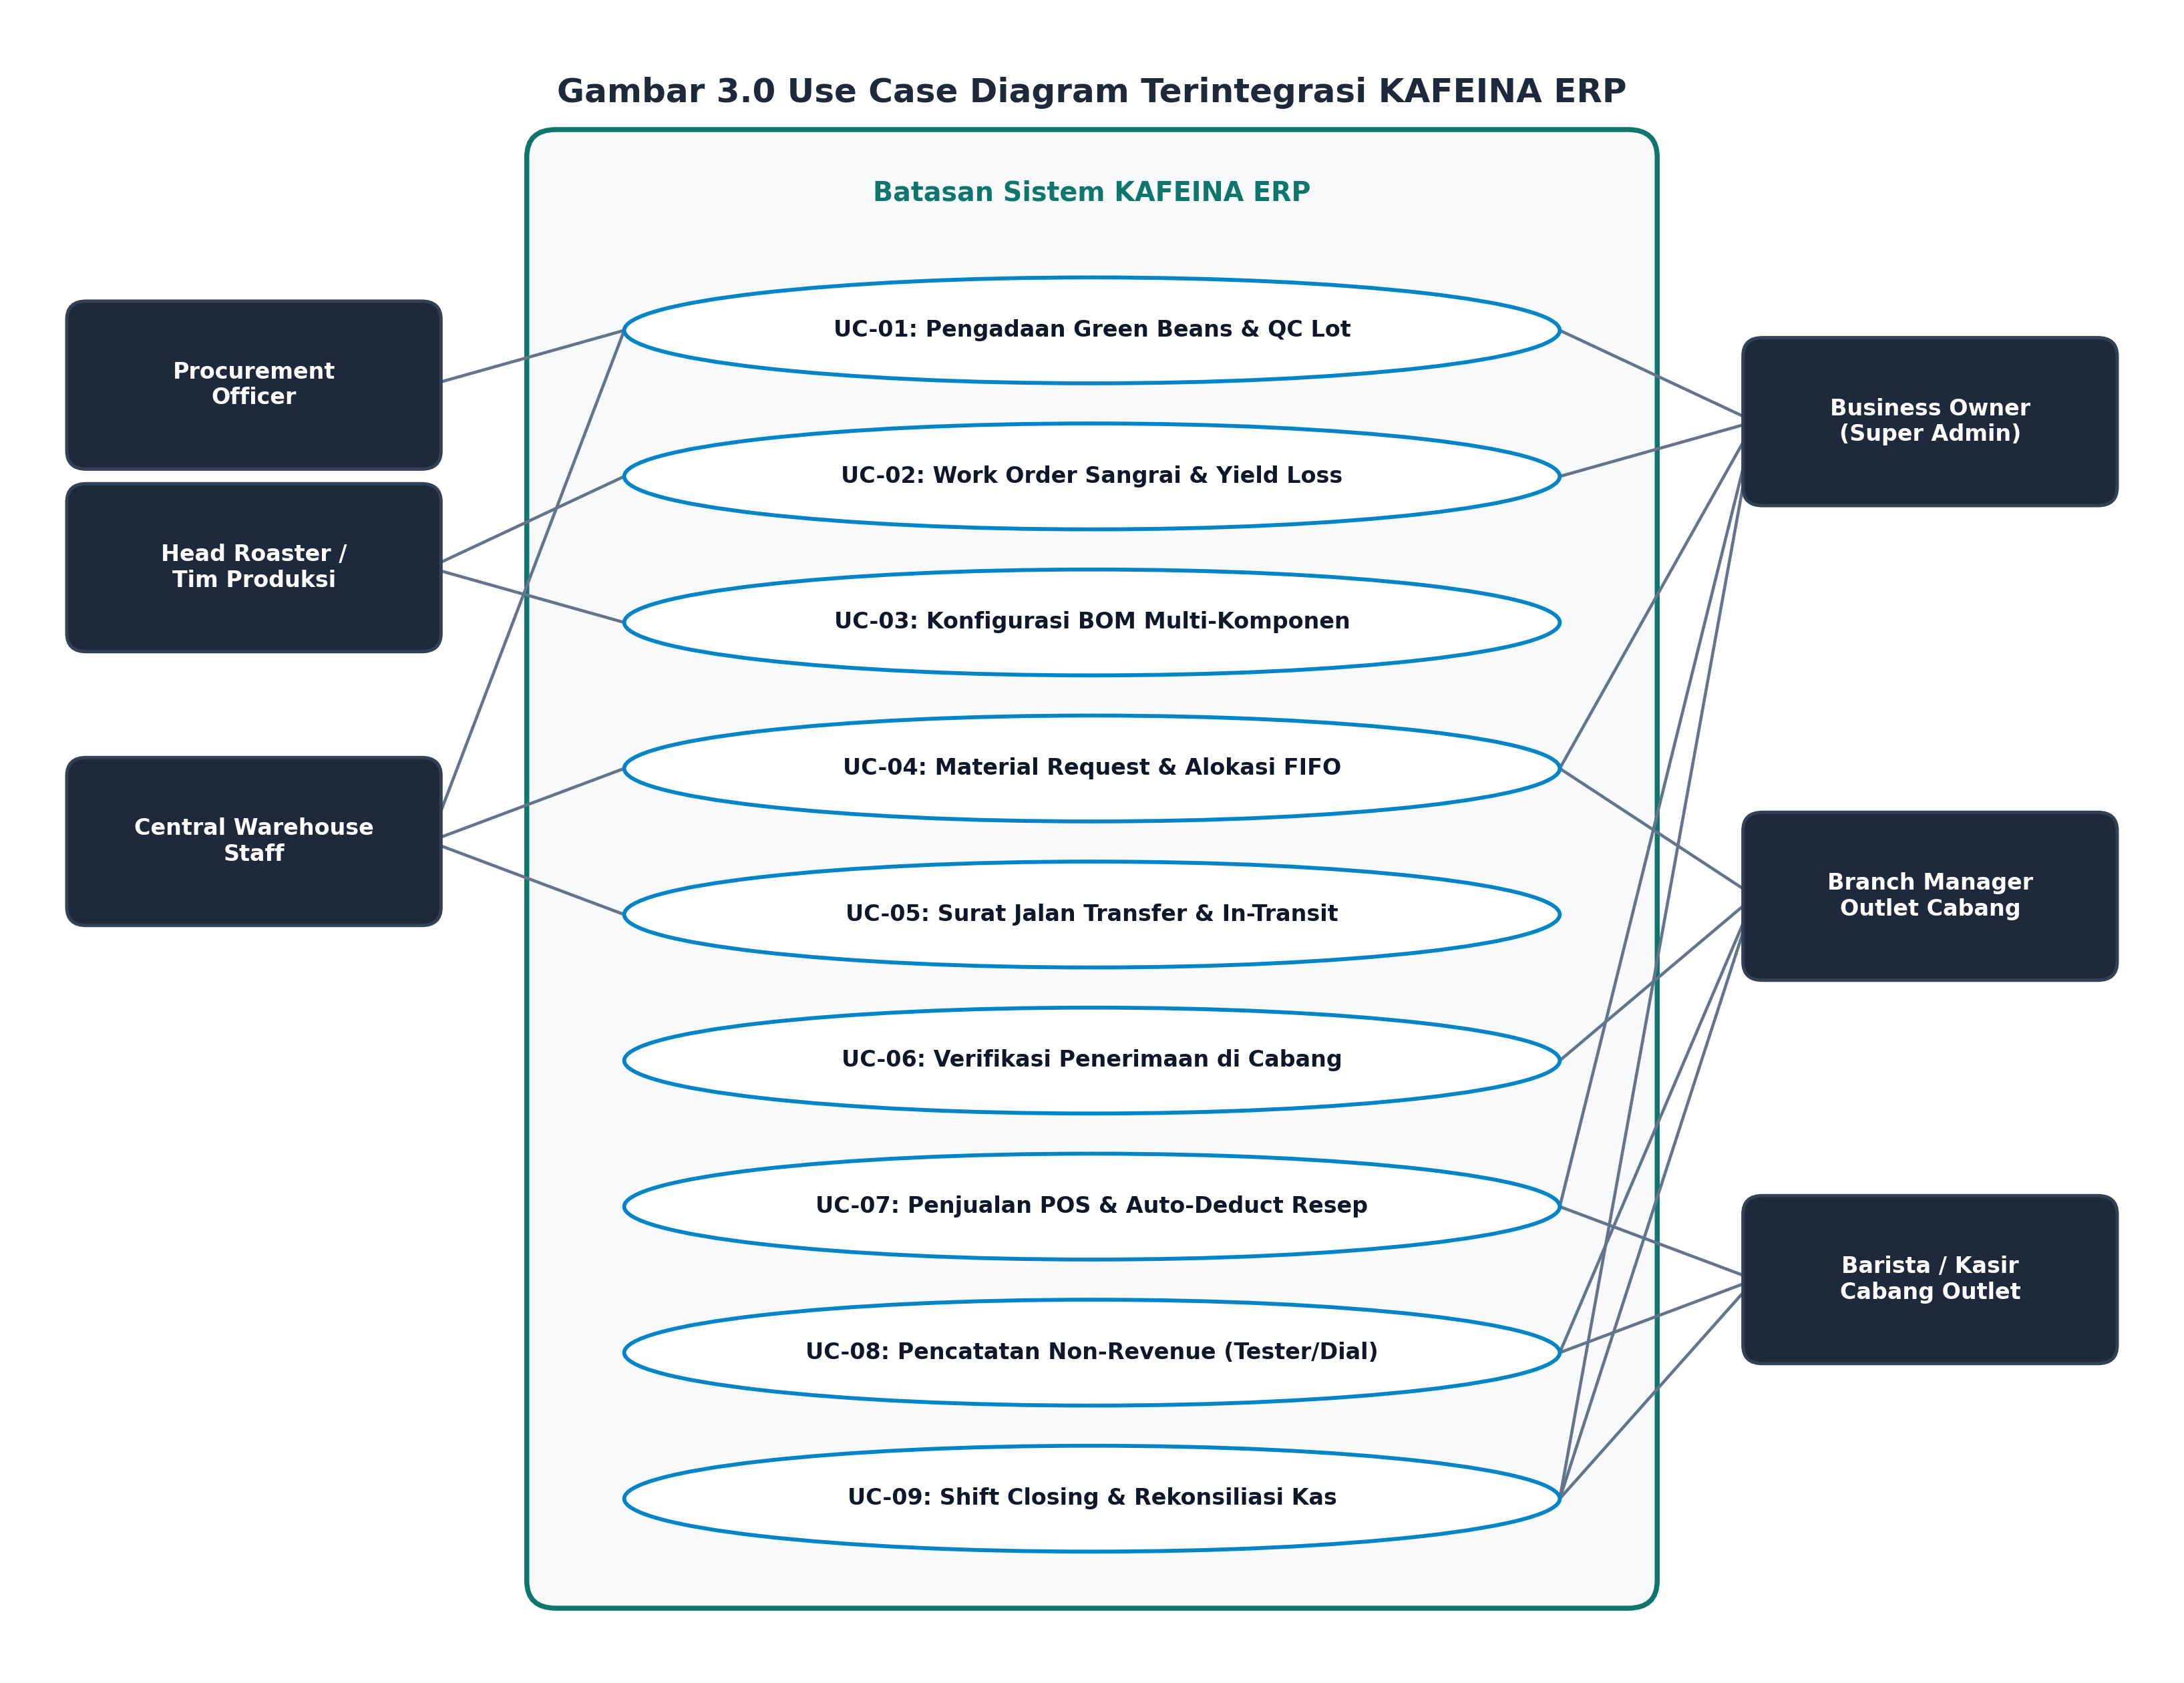 Gambar 3.0 Use Case Diagram Terintegrasi KAFEINA ERP
Batasan Sistem KAFEINA ERP
Procurement
Officer
Head Roaster /
Tim Produksi
Central Warehouse
Staff
UC-01: Pengadaan Green Beans & QC Lot
UC-02: Work Order Sangrai & Yield Loss
UC-03: Konfigurasi BOM Multi-Komponen
UC-04: Material Request & Alokasi FIFO
UC-05: Surat Jalan Transfer & In-Transit
UC-06: Verifikasi Penerimaan di Cabang
UC-07: Penjualan POS & Auto-Deduct Resep
UC-08: Pencatatan Non-Revenue (Tester/Dial)
UC-09: Shift Closing & Rekonsiliasi Kas
Business Owner
(Super Admin)
Branch Manager
Outlet Cabang
Barista / Kasir
Cabang Outlet